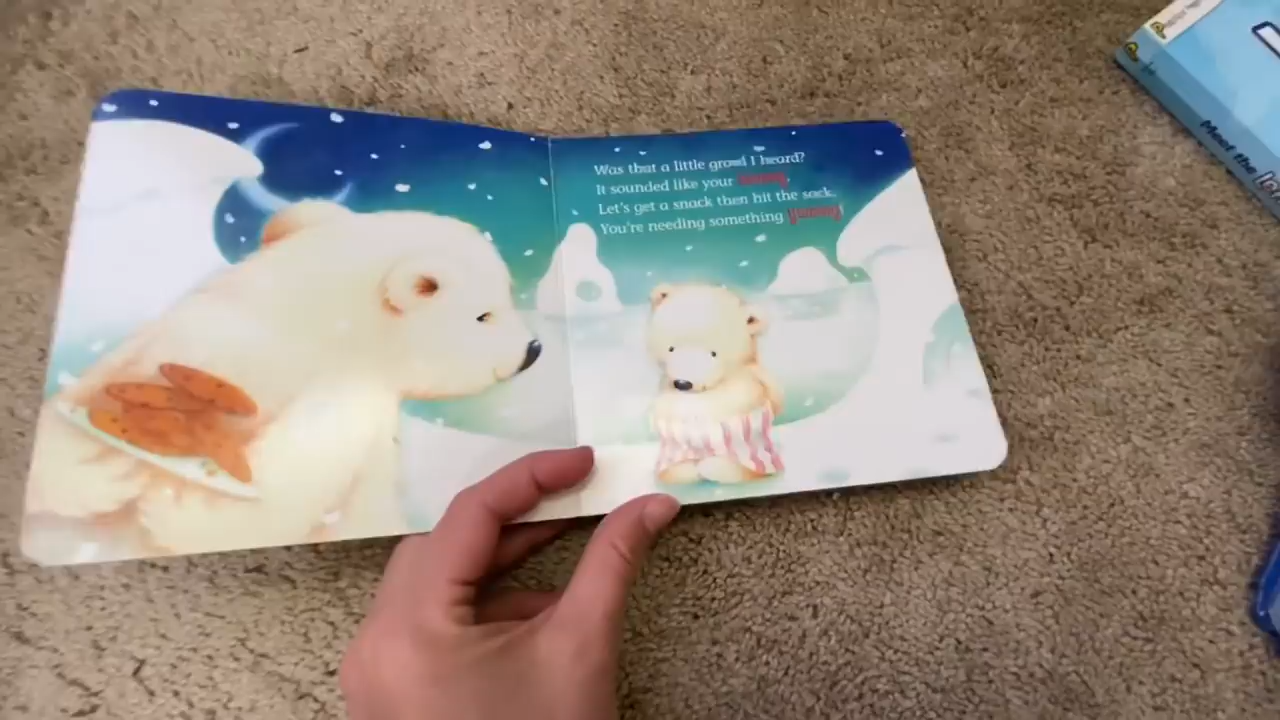 Was that a little growl I heard?
It sounded like your
Let's get a snack then hit the sack.
You're needing something yummy!
Meet the